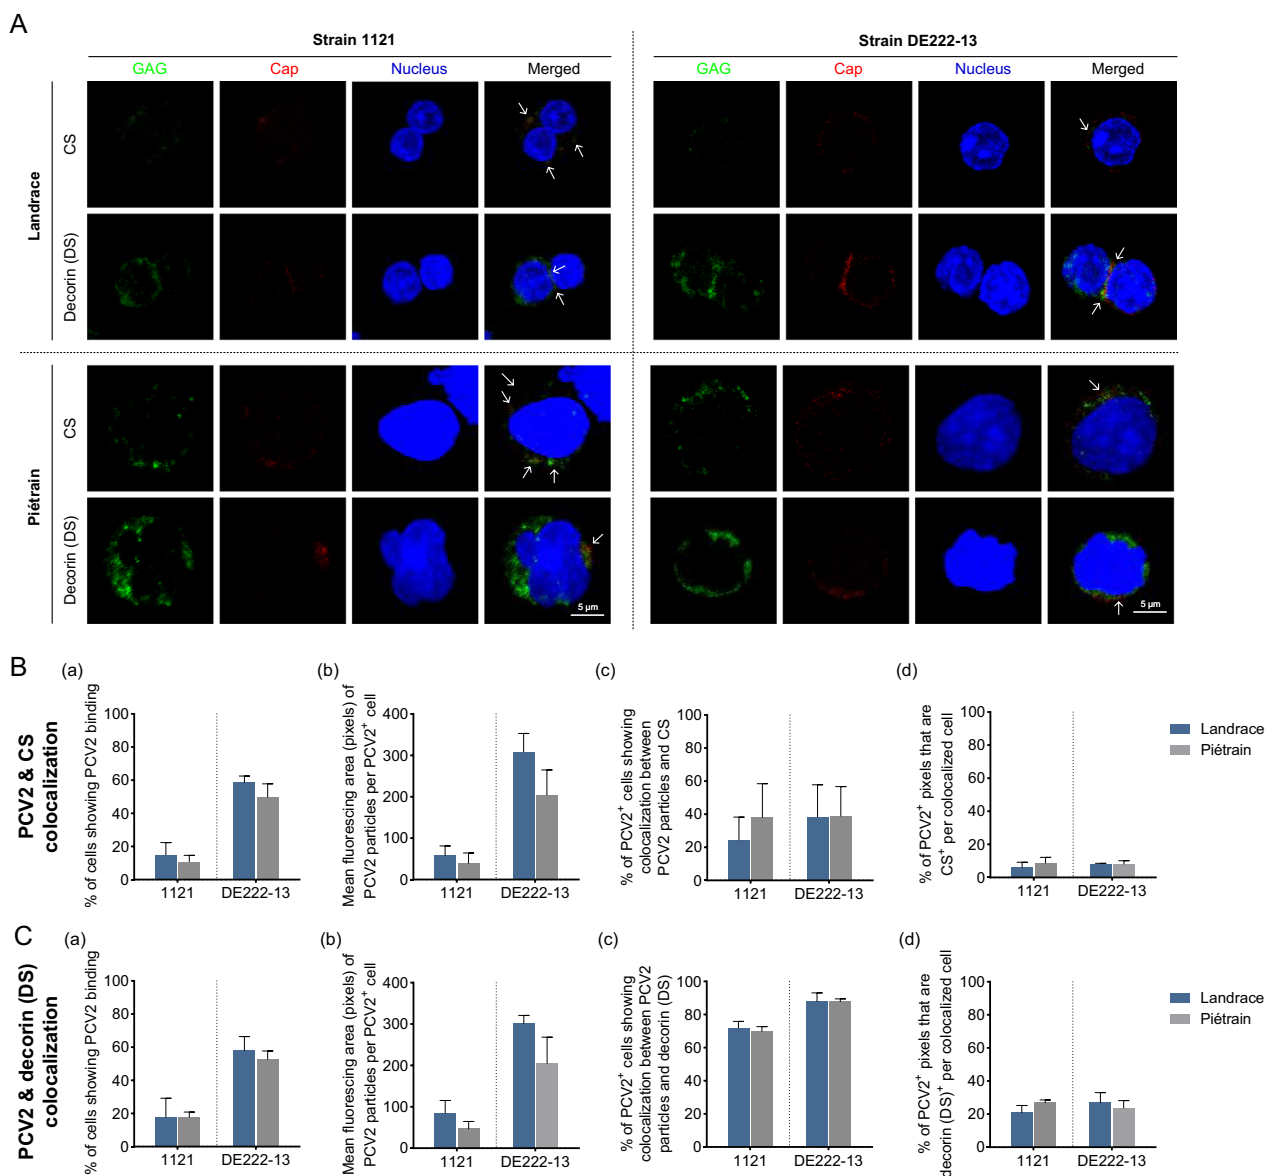 A
Strain 1121
Strain DE222-13
GAG
Cap
Nucleus
Merged
GAG
Cap
Nucleus
Merged
Landrace
CS
Decorin (DS)
Piétrain
CS
Decorin (DS)
5 µm
5 µm
B
PCV2 & CS
colocalization
(a)
% of cells showing PCV2 binding
100
80
60
40
20
0
1121
DE222-13
(b)
Mean fluorescing area (pixels) of
PCV2 particles per PCV2⁺ cell
400
300
200
100
0
1121
DE222-13
(c)
% of PCV2⁺ cells showing
colocalization between
PCV2 particles and CS
100
80
60
40
20
0
1121
DE222-13
(d)
% of PCV2⁺ pixels that are
CS⁺ per colocalized cell
100
80
60
40
20
0
1121
DE222-13
Landrace
Piétrain
C
PCV2 & decorin (DS)
colocalization
(a)
% of cells showing PCV2 binding
100
80
60
40
20
0
1121
DE222-13
(b)
Mean fluorescing area (pixels) of
PCV2 particles per PCV2⁺ cell
400
300
200
100
0
1121
DE222-13
(c)
% of PCV2⁺ cells showing
colocalization between PCV2
particles and decorin (DS)
100
80
60
40
20
0
1121
DE222-13
(d)
% of PCV2⁺ pixels that are
decorin (DS)⁺ per colocalized cell
100
80
60
40
20
0
1121
DE222-13
Landrace
Piétrain